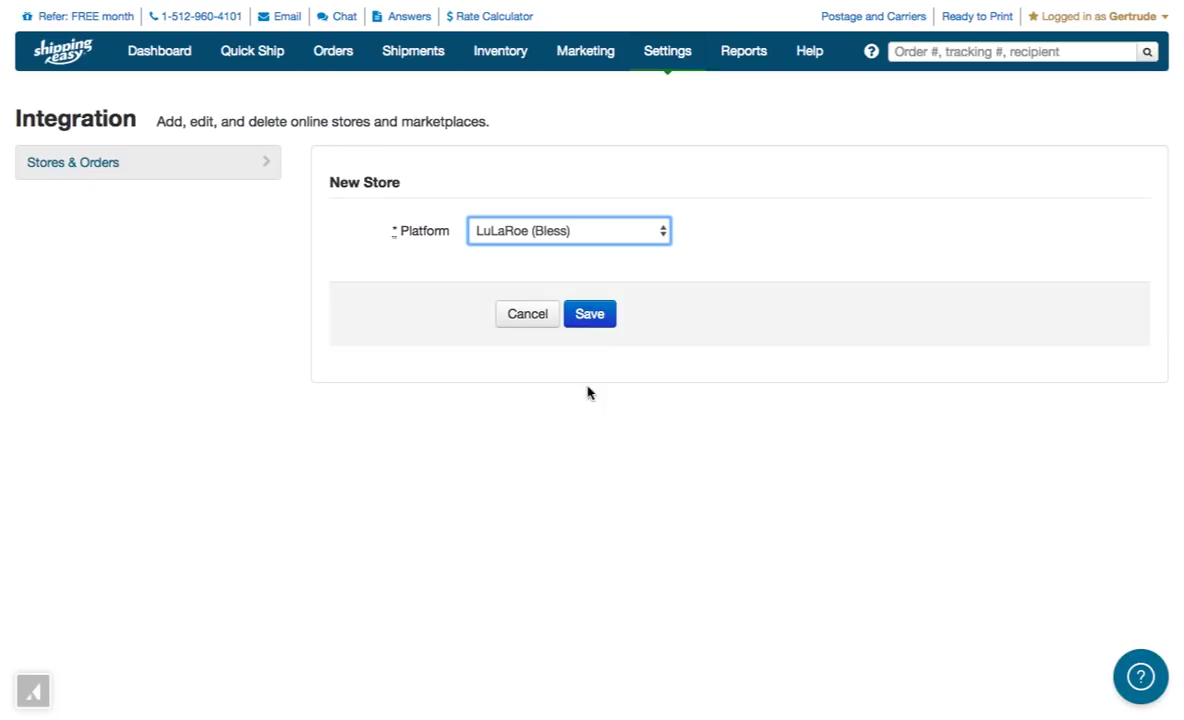 Refer: FREE month 1-512-960-4101 Email Chat Answers $ Rate Calculator Postage and Carriers Ready to Print Logged in as Gertrude
shipping easy Dashboard Quick Ship Orders Shipments Inventory Marketing Settings Reports Help ? Order #, tracking #, recipient
Integration Add, edit, and delete online stores and marketplaces.
Stores & Orders
New Store
* Platform LuLaRoe (Bless)
Cancel Save
?